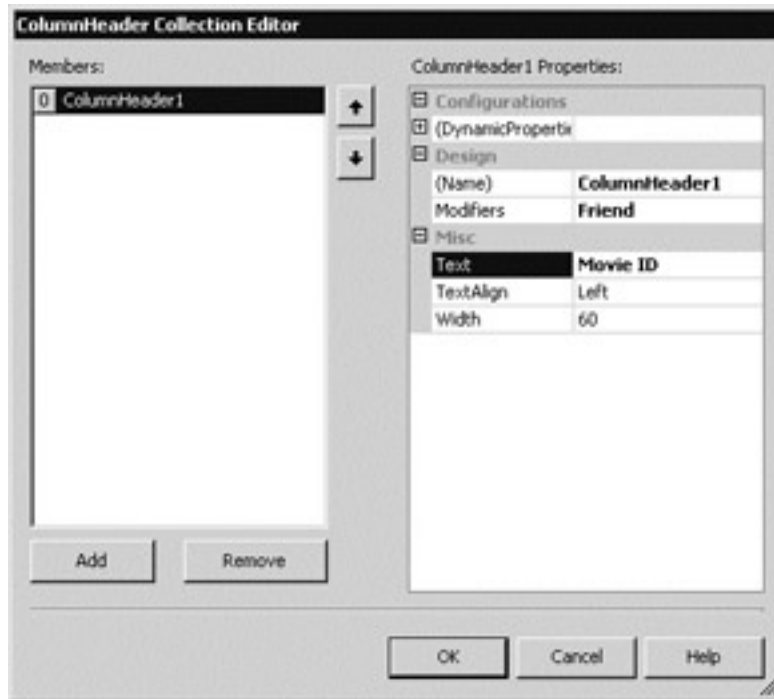 ColumnHeader Collection Editor
Members:
0 ColumnHeader1
Add
Remove
ColumnHeader1 Properties:
Configurations
(DynamicPropertie
Design
(Name) ColumnHeader1
Modifiers Friend
Misc
Text Movie ID
TextAlign Left
Width 60
OK
Cancel
Help